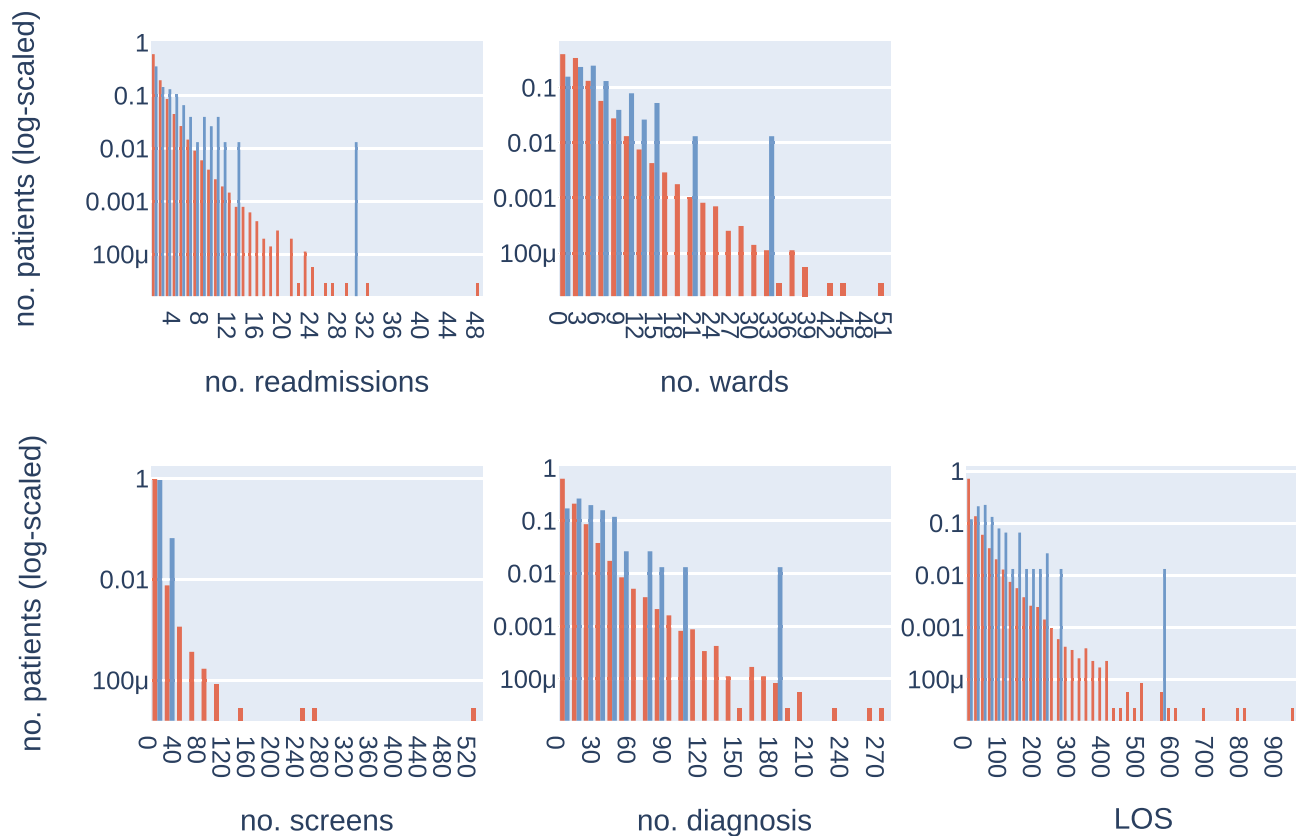 no. patients (log-scaled)
1
0.1
0.01
0.001
100μ
4 8 12 16 20 24 28 32 36 40 44 48
no. readmissions
0.1
0.01
0.001
100μ
0 3 6 9 12 15 18 21 24 27 30 33 36 39 42 45 48 51
no. wards
no. patients (log-scaled)
1
0.01
100μ
0 40 80 120 160 200 240 280 320 360 400 440 480 520
no. screens
1
0.1
0.01
0.001
100μ
0 30 60 90 120 150 180 210 240 270
no. diagnosis
1
0.1
0.01
0.001
100μ
0 100 200 300 400 500 600 700 800 900
LOS